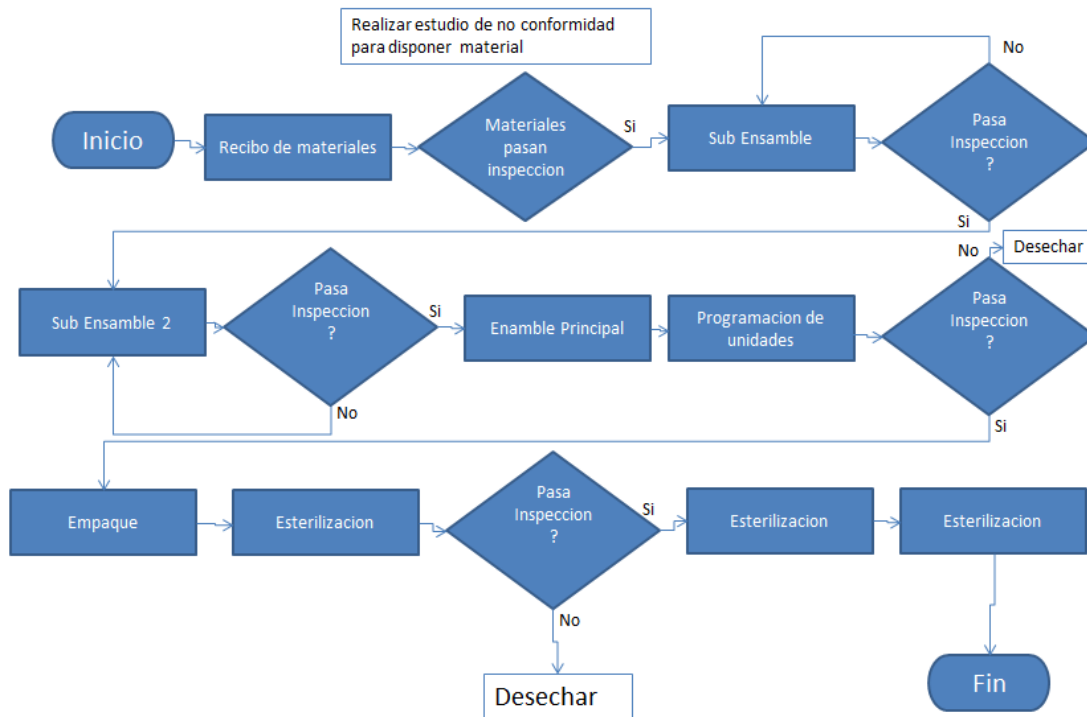 Realizar estudio de no conformidad
para disponer material
No
Inicio
Recibo de materiales
Materiales
pasan
inspeccion
Si
Sub Ensamble
Pasa
Inspeccion
?
Si
No
Desechar
Sub Ensamble 2
Pasa
Inspeccion
?
Si
Enamble Principal
Programacion de
unidades
Pasa
Inspeccion
?
No
Si
Empaque
Esterilizacion
Pasa
Inspeccion
?
Si
Esterilizacion
Esterilizacion
No
Desechar
Fin